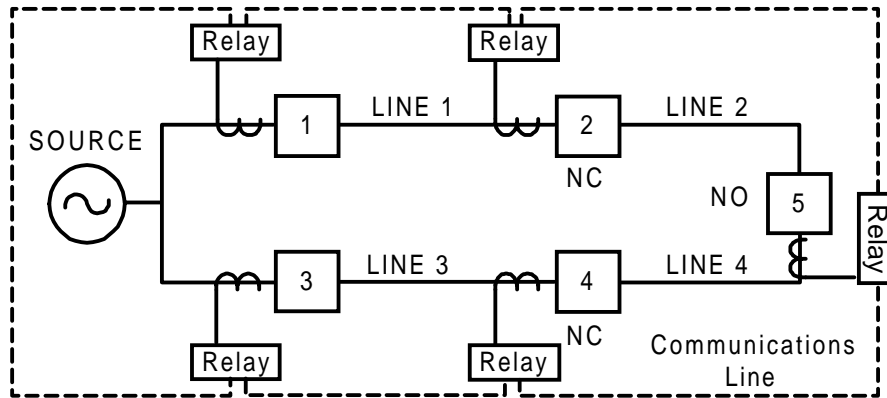 Relay
Relay
LINE 1
LINE 2
1
2
SOURCE
NC
NO
5
Relay
LINE 3
LINE 4
3
4
NC
Relay
Relay
Communications
Line